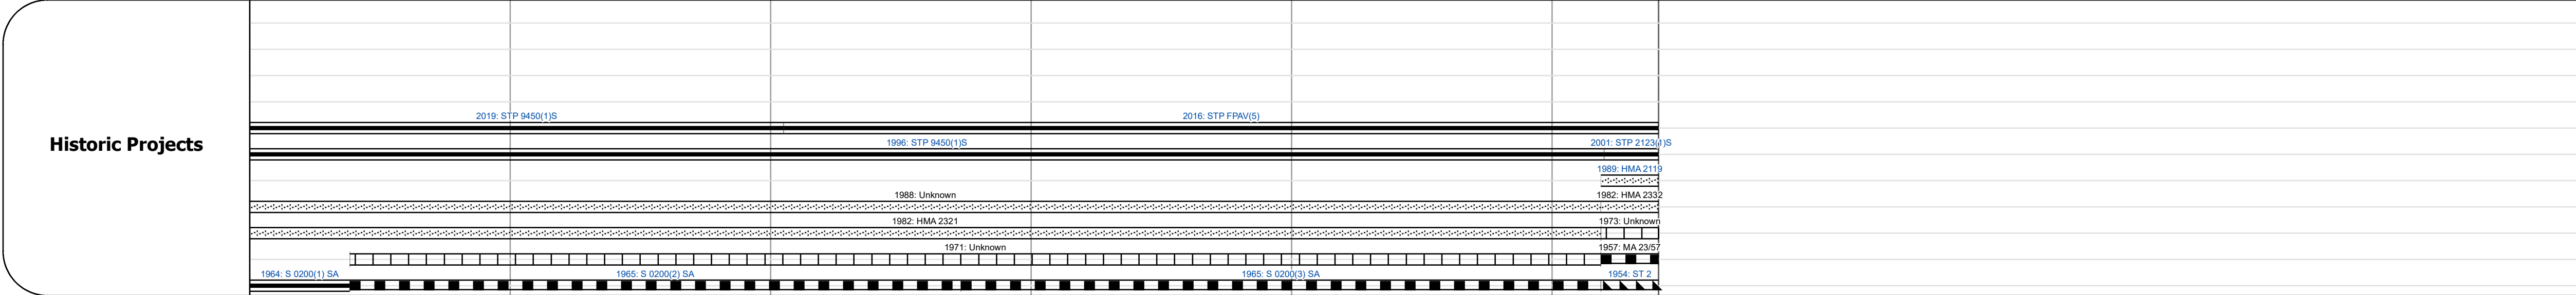 2019: STP 9450(1)S 2016: STP FPAV(5)
1996: STP 9450(1)S 2001: STP 2123(1)S
Historic Projects
1989: HMA 2119
1988: Unknown 1982: HMA 2332
1982: HMA 2321 1973: Unknown
1971: Unknown 1957: MA 23/57
1964: S 0200(1) SA 1965: S 0200(2) SA 1965: S 0200(3) SA 1954: ST 2